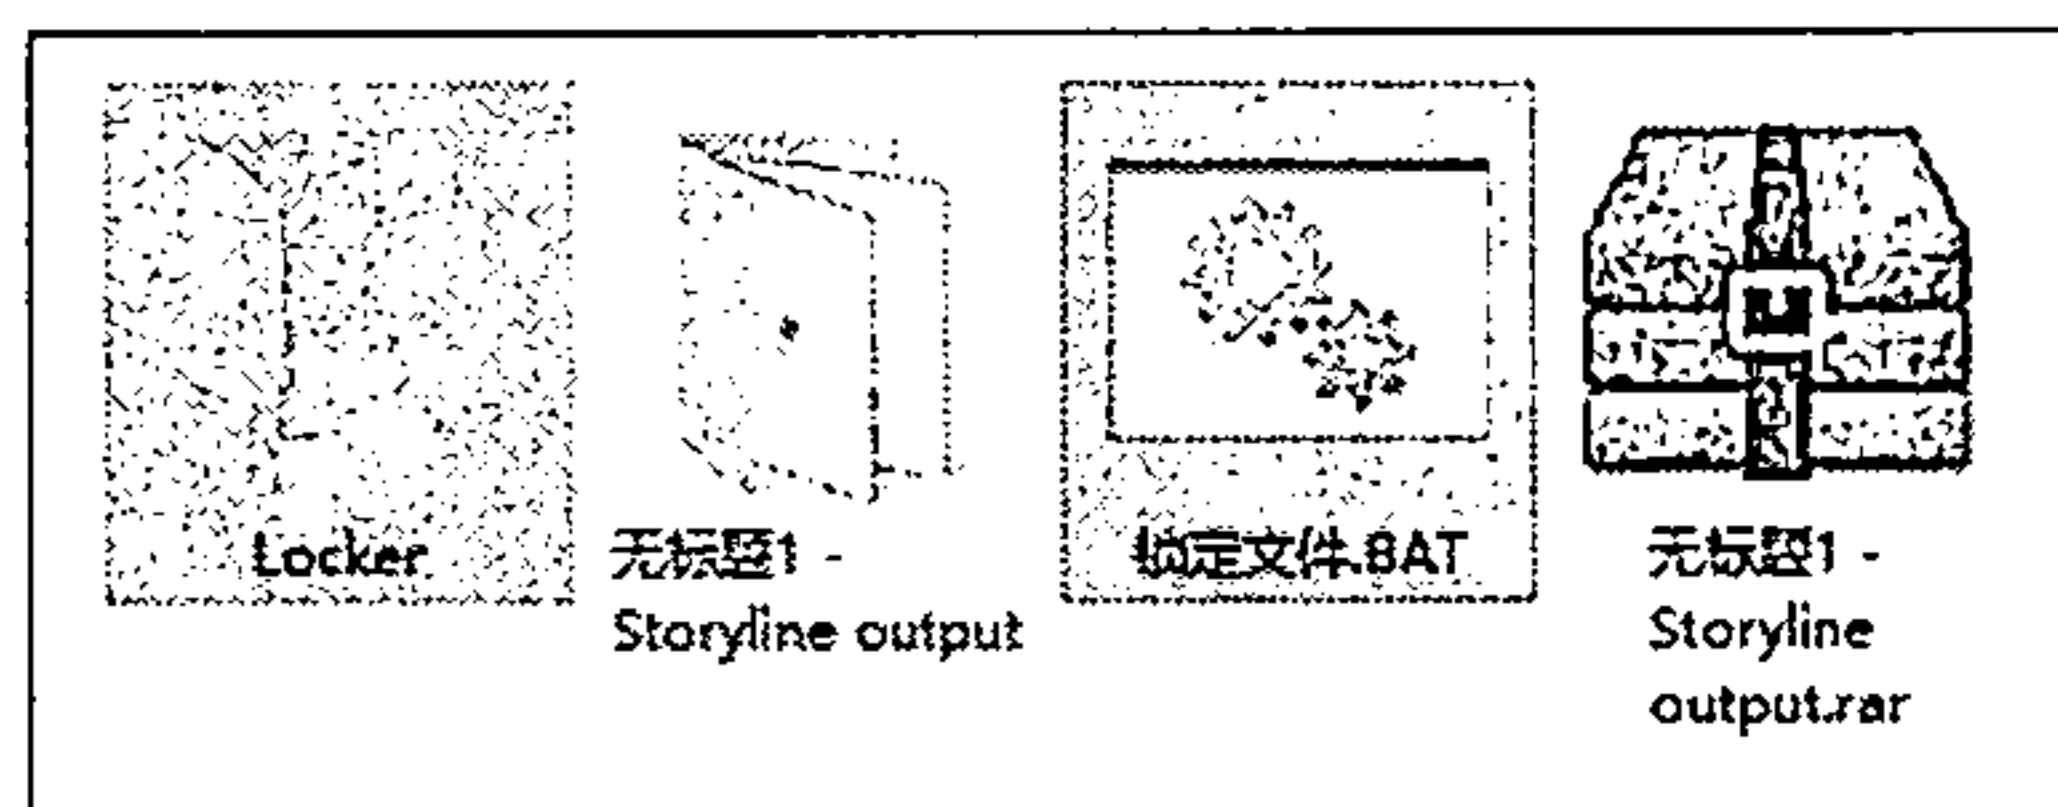 Locker
无标题1 -
Storyline output
锁定文件.BAT
无标题1 -
Storyline
output.rar